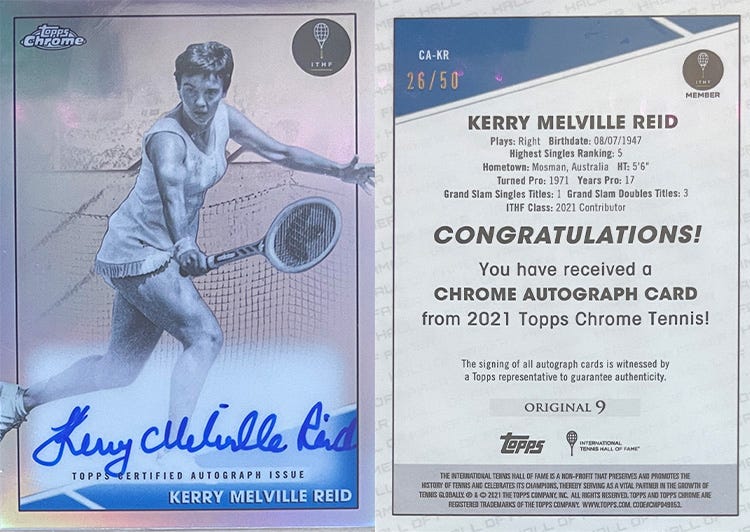 Topps
Chrome
ITHF
Kerry Melville Reid
TOPPS CERTIFIED AUTOGRAPH ISSUE
KERRY MELVILLE REID
CA-KR
26/50
ITHF
MEMBER
KERRY MELVILLE REID
Plays: Right Birthdate: 08/07/1947
Highest Singles Ranking: 5
Hometown: Mosman, Australia HT: 5'6"
Turned Pro: 1971 Years Pro: 17
Grand Slam Singles Titles: 1 Grand Slam Doubles Titles: 3
ITHF Class: 2021 Contributor
CONGRATULATIONS!
You have received a
CHROME AUTOGRAPH CARD
from 2021 Topps Chrome Tennis!
The signing of all autograph cards is witnessed by
a Topps representative to guarantee authenticity.
ORIGINAL 9
Topps
INTERNATIONAL
TENNIS HALL OF FAME
THE INTERNATIONAL TENNIS HALL OF FAME IS A NON-PROFIT THAT PRESERVES AND PROMOTES THE
HISTORY OF TENNIS AND CELEBRATES ITS CHAMPIONS, THEREBY SERVING AS A VITAL PARTNER IN THE GROWTH OF
TENNIS GLOBALLY. ® & © 2021 THE TOPPS COMPANY, INC. ALL RIGHTS RESERVED. TOPPS AND TOPPS CHROME ARE
REGISTERED TRADEMARKS OF THE TOPPS COMPANY. WWW.TOPPS.COM. CODE#CMP049853.